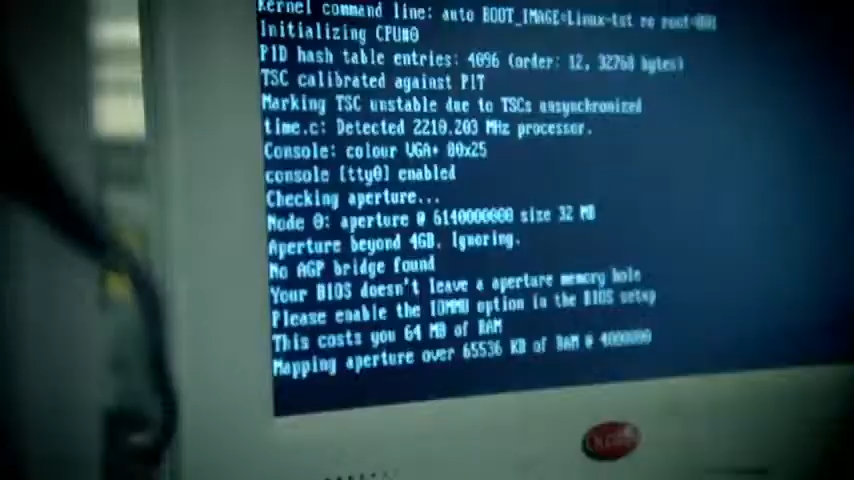 Kernel command line: auto BOOT_IMAGE=Linux-tst ro root=801
Initializing CPU#0
PID hash table entries: 4096 (order: 12, 32768 bytes)
TSC calibrated against PIT
Marking TSC unstable due to TSCs unsynchronized
time.c: Detected 2210.203 MHz processor.
Console: colour VGA+ 80x25
console [tty0] enabled
Checking aperture...
Node 0: aperture @ 6140000000 size 32 MB
Aperture beyond 4GB. Ignoring.
No AGP bridge found
Your BIOS doesn't leave a aperture memory hole
Please enable the IOMMU option in the BIOS setup
This costs you 64 MB of RAM
Mapping aperture over 65536 KB of RAM @ 4000000